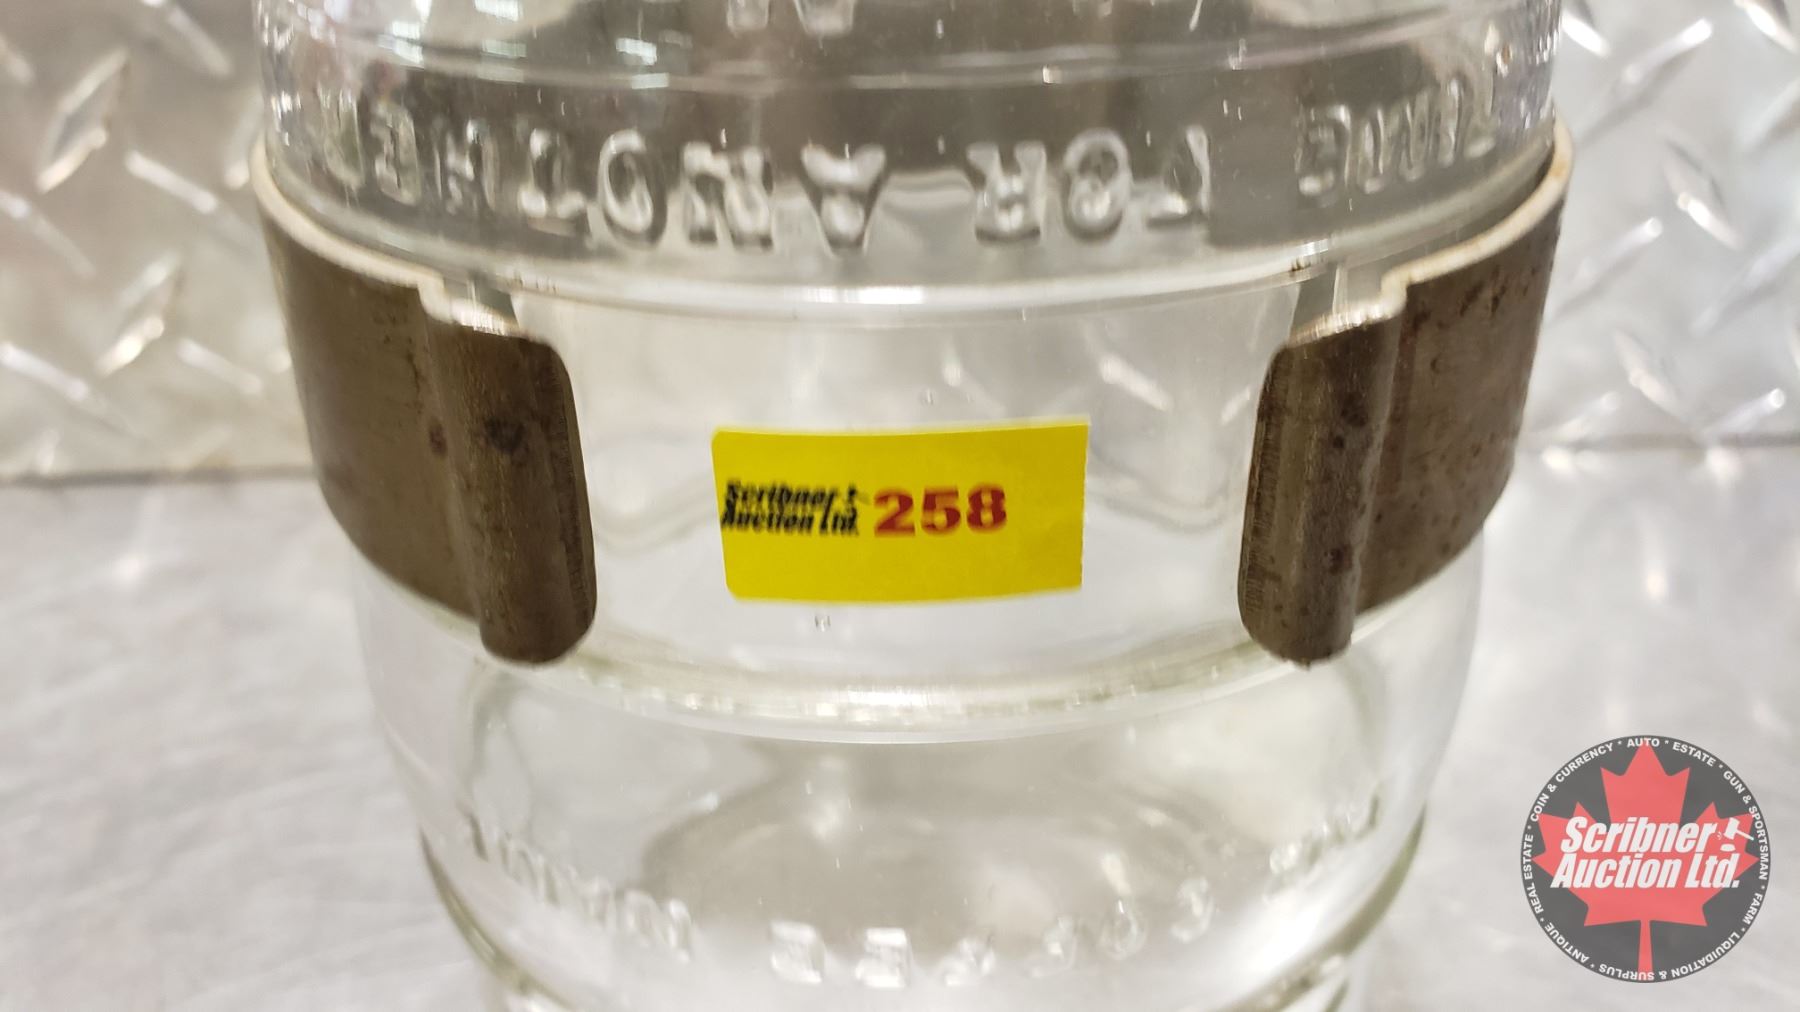 TIME FOR ANOTHER
Scribner
Auction Ltd. 258
Scribner
Auction Ltd.
ANTIQUE * REAL ESTATE * COIN & CURRENCY * AUTO * ESTATE * GUN & SPORTSMAN * FARM * LIQUIDATION & SURPLUS *